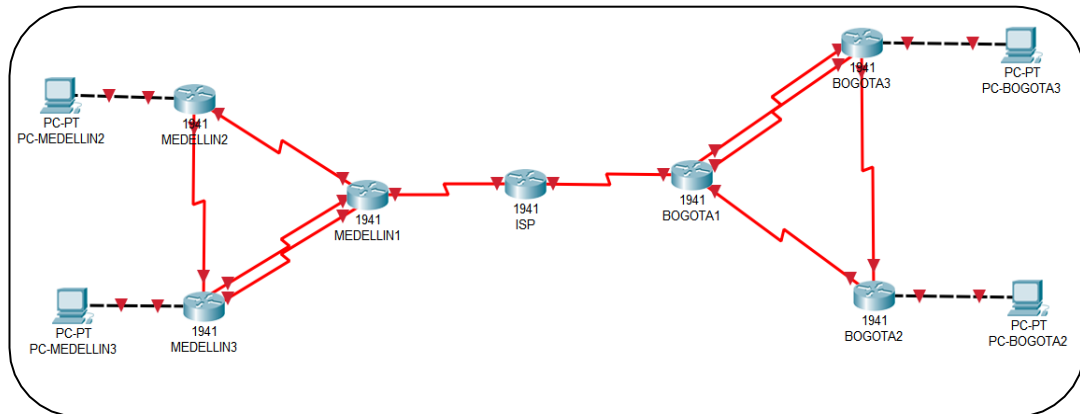 1941
BOGOTA3
PC-PT
PC-BOGOTA3
PC-PT
PC-MEDELLIN2
1941
MEDELLIN2
1941
MEDELLIN1
1941
ISP
1941
BOGOTA1
PC-PT
PC-MEDELLIN3
1941
MEDELLIN3
1941
BOGOTA2
PC-PT
PC-BOGOTA2